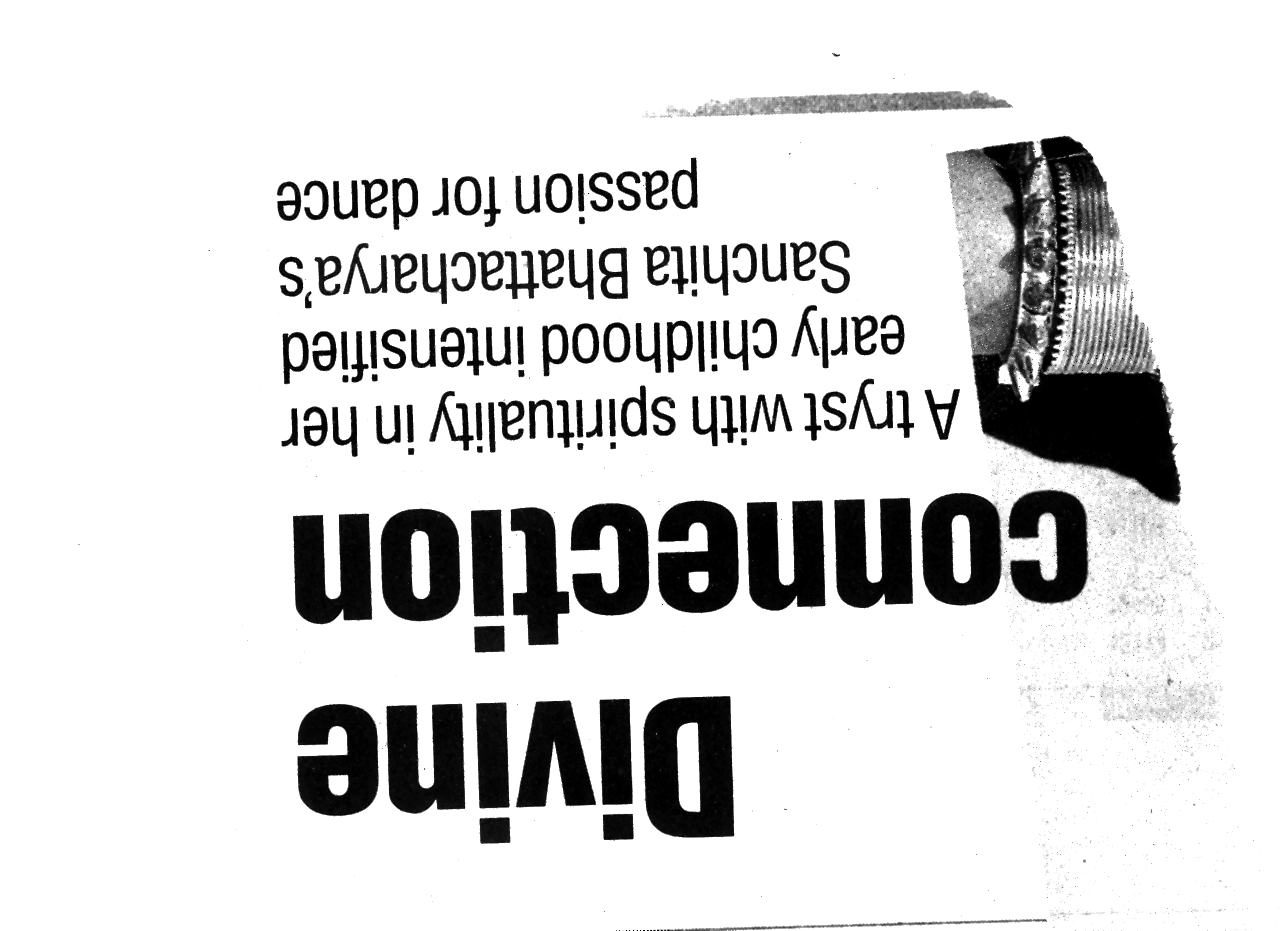 Divine
connection
A tryst with spirituality in her
early childhood intensified
Sanchita Bhattacharya's
passion for dance